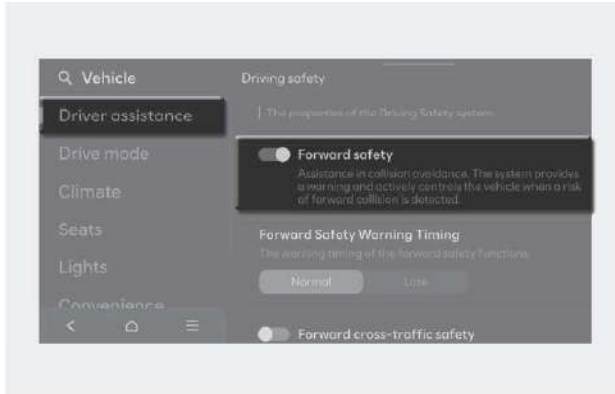 Vehicle
Driver assistance
Drive mode
Climate
Seats
Lights
Convenience
Driving safety
The properties of the Driving Safety system.
Forward safety
Assistance in collision avoidance. The system provides
a warning and actively controls the vehicle when a risk
of forward collision is detected.
Forward Safety Warning Timing
The warning timing of the forward safety functions.
Normal Late
Forward cross-traffic safety